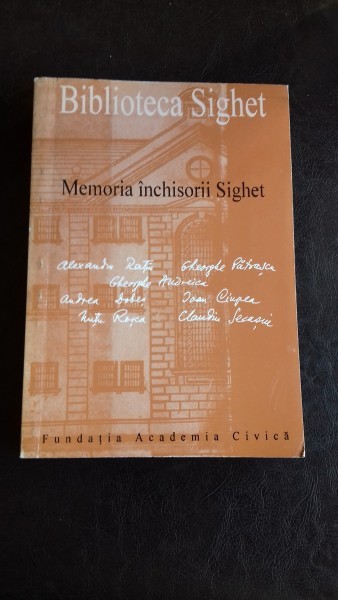 Biblioteca Sighet
Memoria închisorii Sighet
Alexandru Rațiu Gheorghe Pătrașcu
Gheorghe Andreica
Andrea Dobeș Ioan Ciupea
Nuțu Roșca Claudiu Secașiu
Fundația Academia Civică